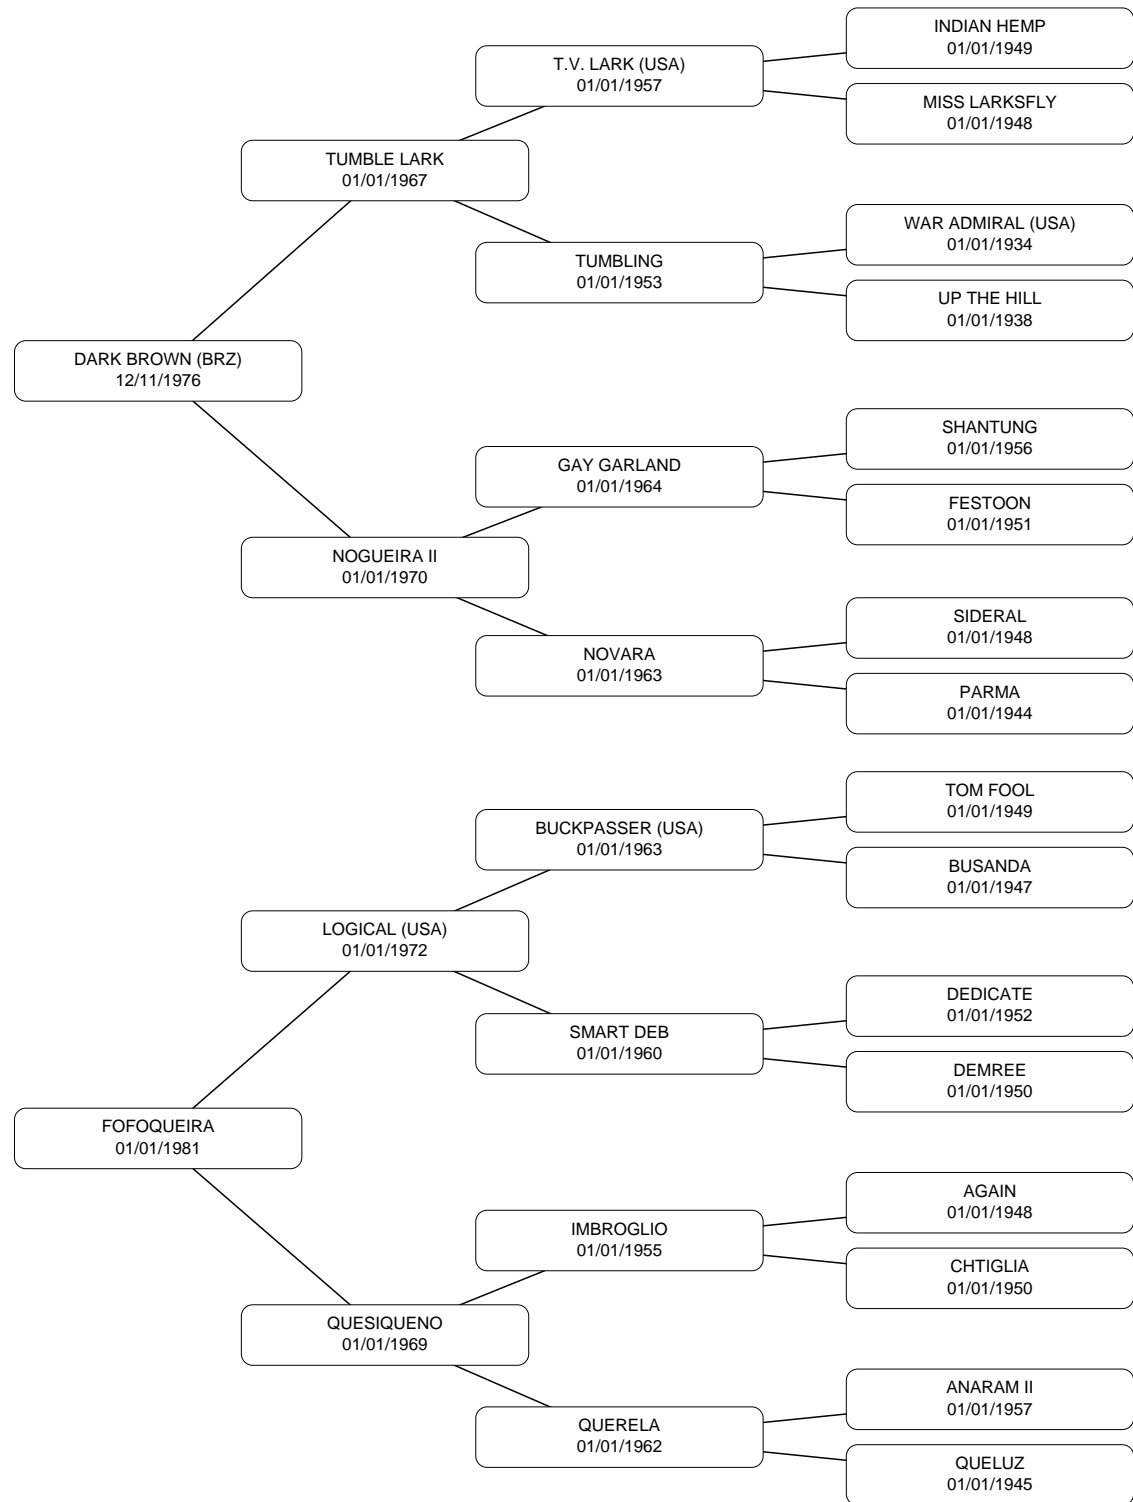 INDIAN HEMP
01/01/1949
T.V. LARK (USA)
01/01/1957
MISS LARKSFLY
01/01/1948
TUMBLE LARK
01/01/1967
WAR ADMIRAL (USA)
01/01/1934
TUMBLING
01/01/1953
UP THE HILL
01/01/1938
DARK BROWN (BRZ)
12/11/1976
SHANTUNG
01/01/1956
GAY GARLAND
01/01/1964
FESTOON
01/01/1951
NOGUEIRA II
01/01/1970
SIDERAL
01/01/1948
NOVARA
01/01/1963
PARMA
01/01/1944
TOM FOOL
01/01/1949
BUCKPASSER (USA)
01/01/1963
BUSANDA
01/01/1947
LOGICAL (USA)
01/01/1972
DEDICATE
01/01/1952
SMART DEB
01/01/1960
DEMREE
01/01/1950
FOFOQUEIRA
01/01/1981
AGAIN
01/01/1948
IMBROGLIO
01/01/1955
CHTIGLIA
01/01/1950
QUESIQUENO
01/01/1969
ANARAM II
01/01/1957
QUERELA
01/01/1962
QUELUZ
01/01/1945